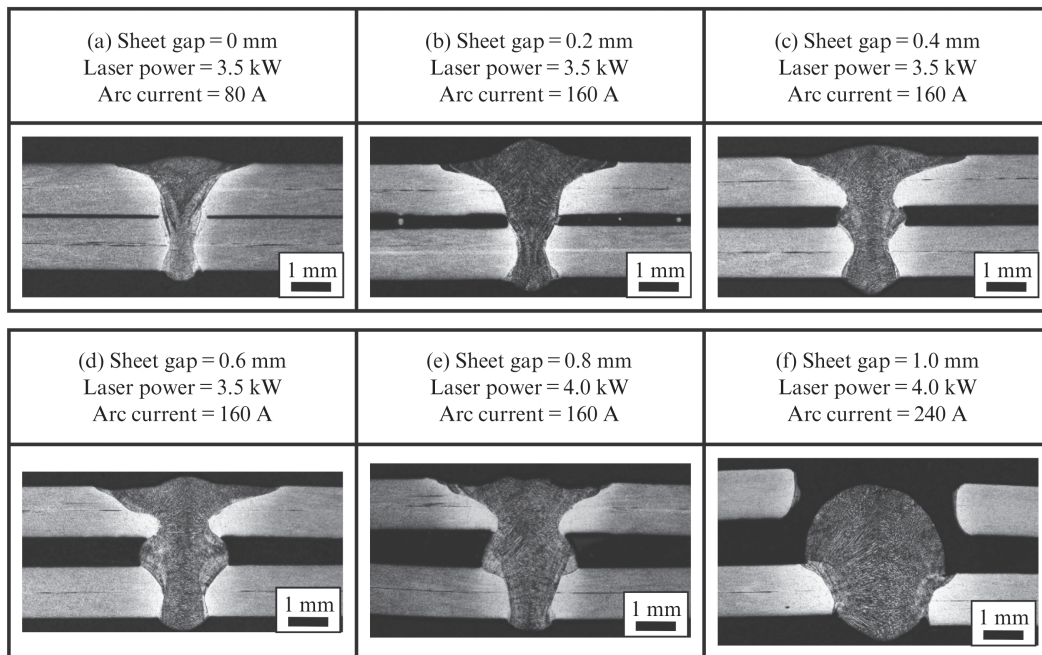 (a) Sheet gap = 0 mm
Laser power = 3.5 kW
Arc current = 80 A
(b) Sheet gap = 0.2 mm
Laser power = 3.5 kW
Arc current = 160 A
(c) Sheet gap = 0.4 mm
Laser power = 3.5 kW
Arc current = 160 A
1 mm
1 mm
1 mm
(d) Sheet gap = 0.6 mm
Laser power = 3.5 kW
Arc current = 160 A
(e) Sheet gap = 0.8 mm
Laser power = 4.0 kW
Arc current = 160 A
(f) Sheet gap = 1.0 mm
Laser power = 4.0 kW
Arc current = 240 A
1 mm
1 mm
1 mm